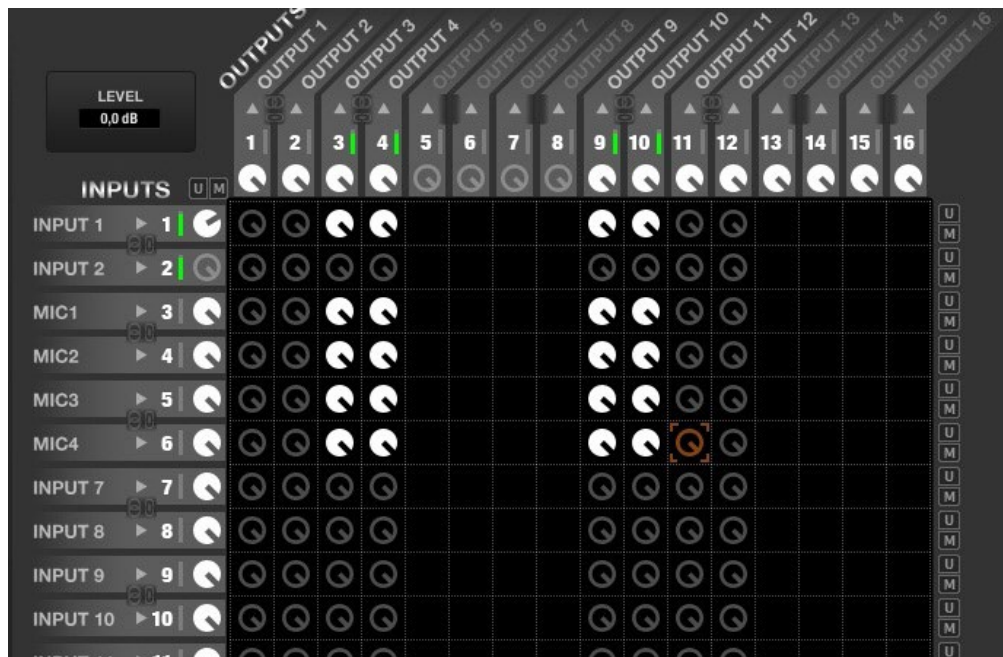 OUTPUTS
OUTPUT 1
OUTPUT 2
OUTPUT 3
OUTPUT 4
OUTPUT 5
OUTPUT 6
OUTPUT 7
OUTPUT 8
OUTPUT 9
OUTPUT 10
OUTPUT 11
OUTPUT 12
OUTPUT 13
OUTPUT 14
OUTPUT 15
OUTPUT 16
LEVEL
0,0 dB
1 2 3 4 5 6 7 8 9 10 11 12 13 14 15 16
INPUTS U M
INPUT 1 1 U M
INPUT 2 2 U M
MIC1 3 U M
MIC2 4 U M
MIC3 5 U M
MIC4 6 U M
INPUT 7 7 U M
INPUT 8 8 U M
INPUT 9 9 U M
INPUT 10 10 U M
U